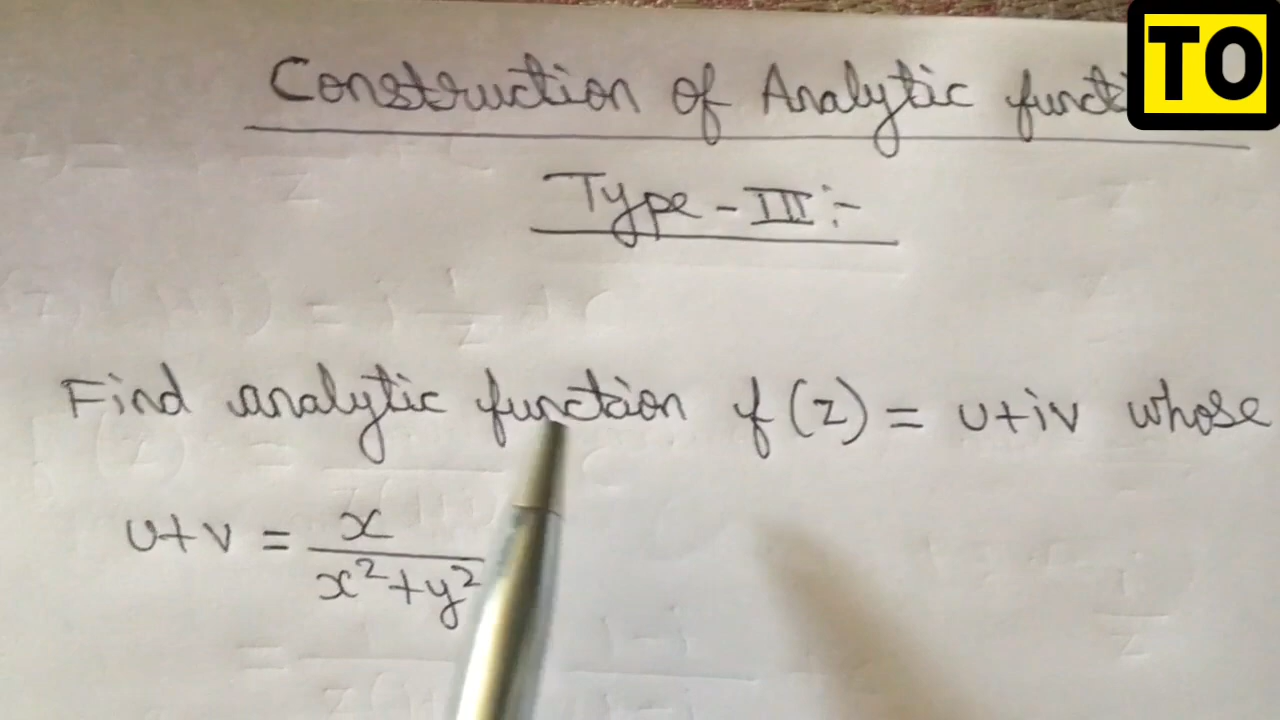 TO
Construction of Analytic functi
Type - III :-
Find analytic function f(z) = u+iv whose
u+v = x / x²+y²